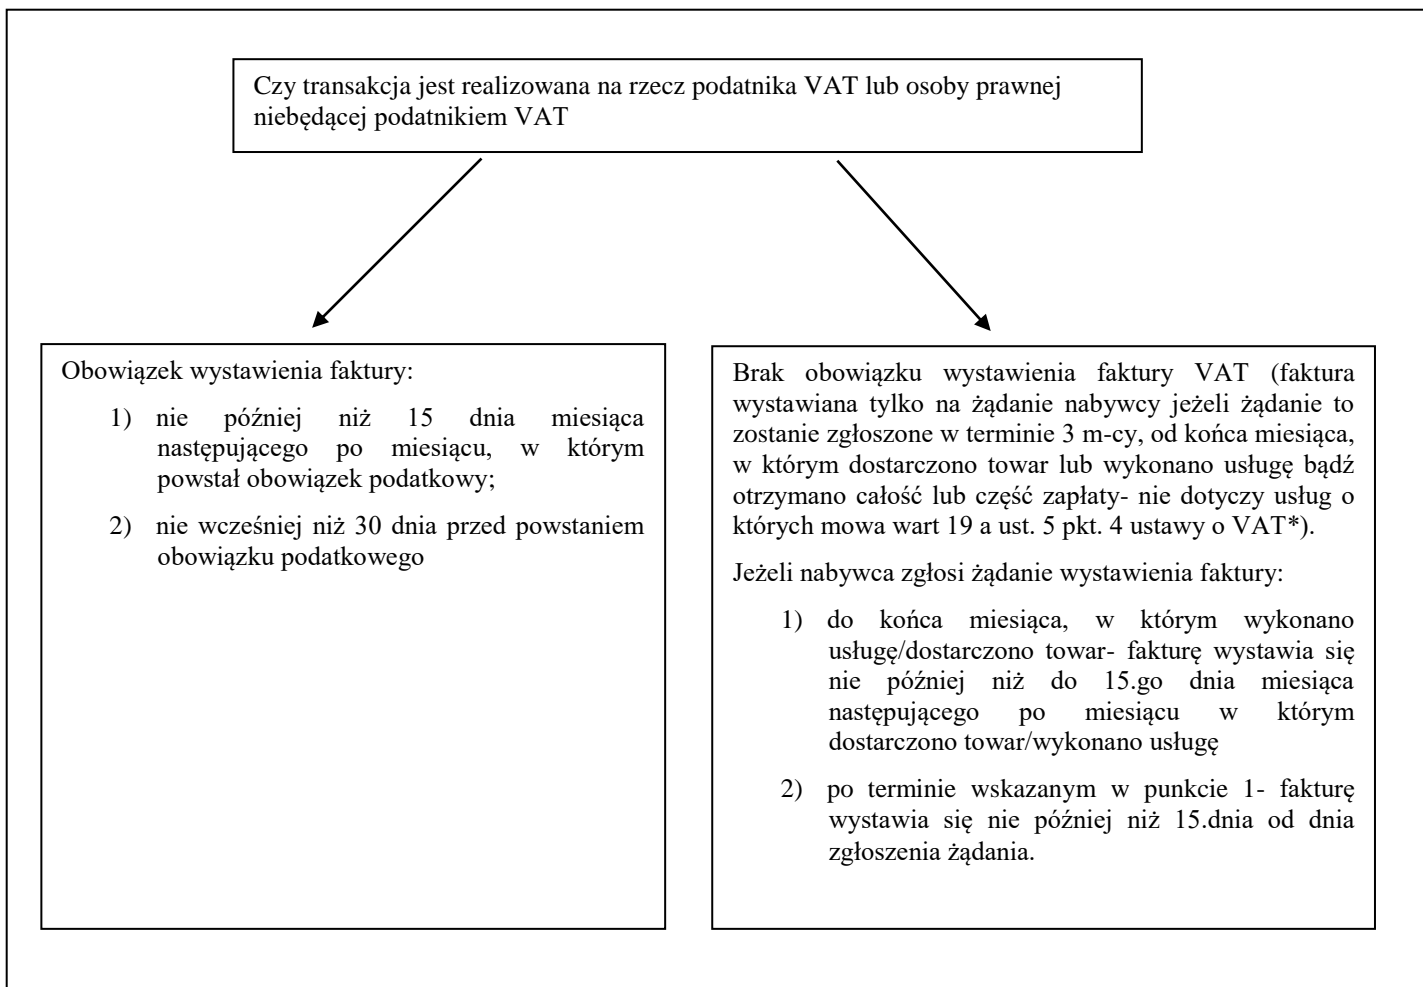 Czy transakcja jest realizowana na rzecz podatnika VAT lub osoby prawnej
niebędącej podatnikiem VAT
Obowiązek wystawienia faktury:
1) nie później niż 15 dnia miesiąca
następującego po miesiącu, w którym
powstał obowiązek podatkowy;
2) nie wcześniej niż 30 dnia przed powstaniem
obowiązku podatkowego
Brak obowiązku wystawienia faktury VAT (faktura
wystawiana tylko na żądanie nabywcy jeżeli żądanie to
zostanie zgłoszone w terminie 3 m-cy, od końca miesiąca,
w którym dostarczono towar lub wykonano usługę bądź
otrzymano całość lub część zapłaty- nie dotyczy usług o
których mowa wart 19 a ust. 5 pkt. 4 ustawy o VAT*).
Jeżeli nabywca zgłosi żądanie wystawienia faktury:
1) do końca miesiąca, w którym wykonano
usługę/dostarczono towar- fakturę wystawia się
nie później niż do 15.go dnia miesiąca
następującego po miesiącu w którym
dostarczono towar/wykonano usługę
2) po terminie wskazanym w punkcie 1- fakturę
wystawia się nie później niż 15.dnia od dnia
zgłoszenia żądania.